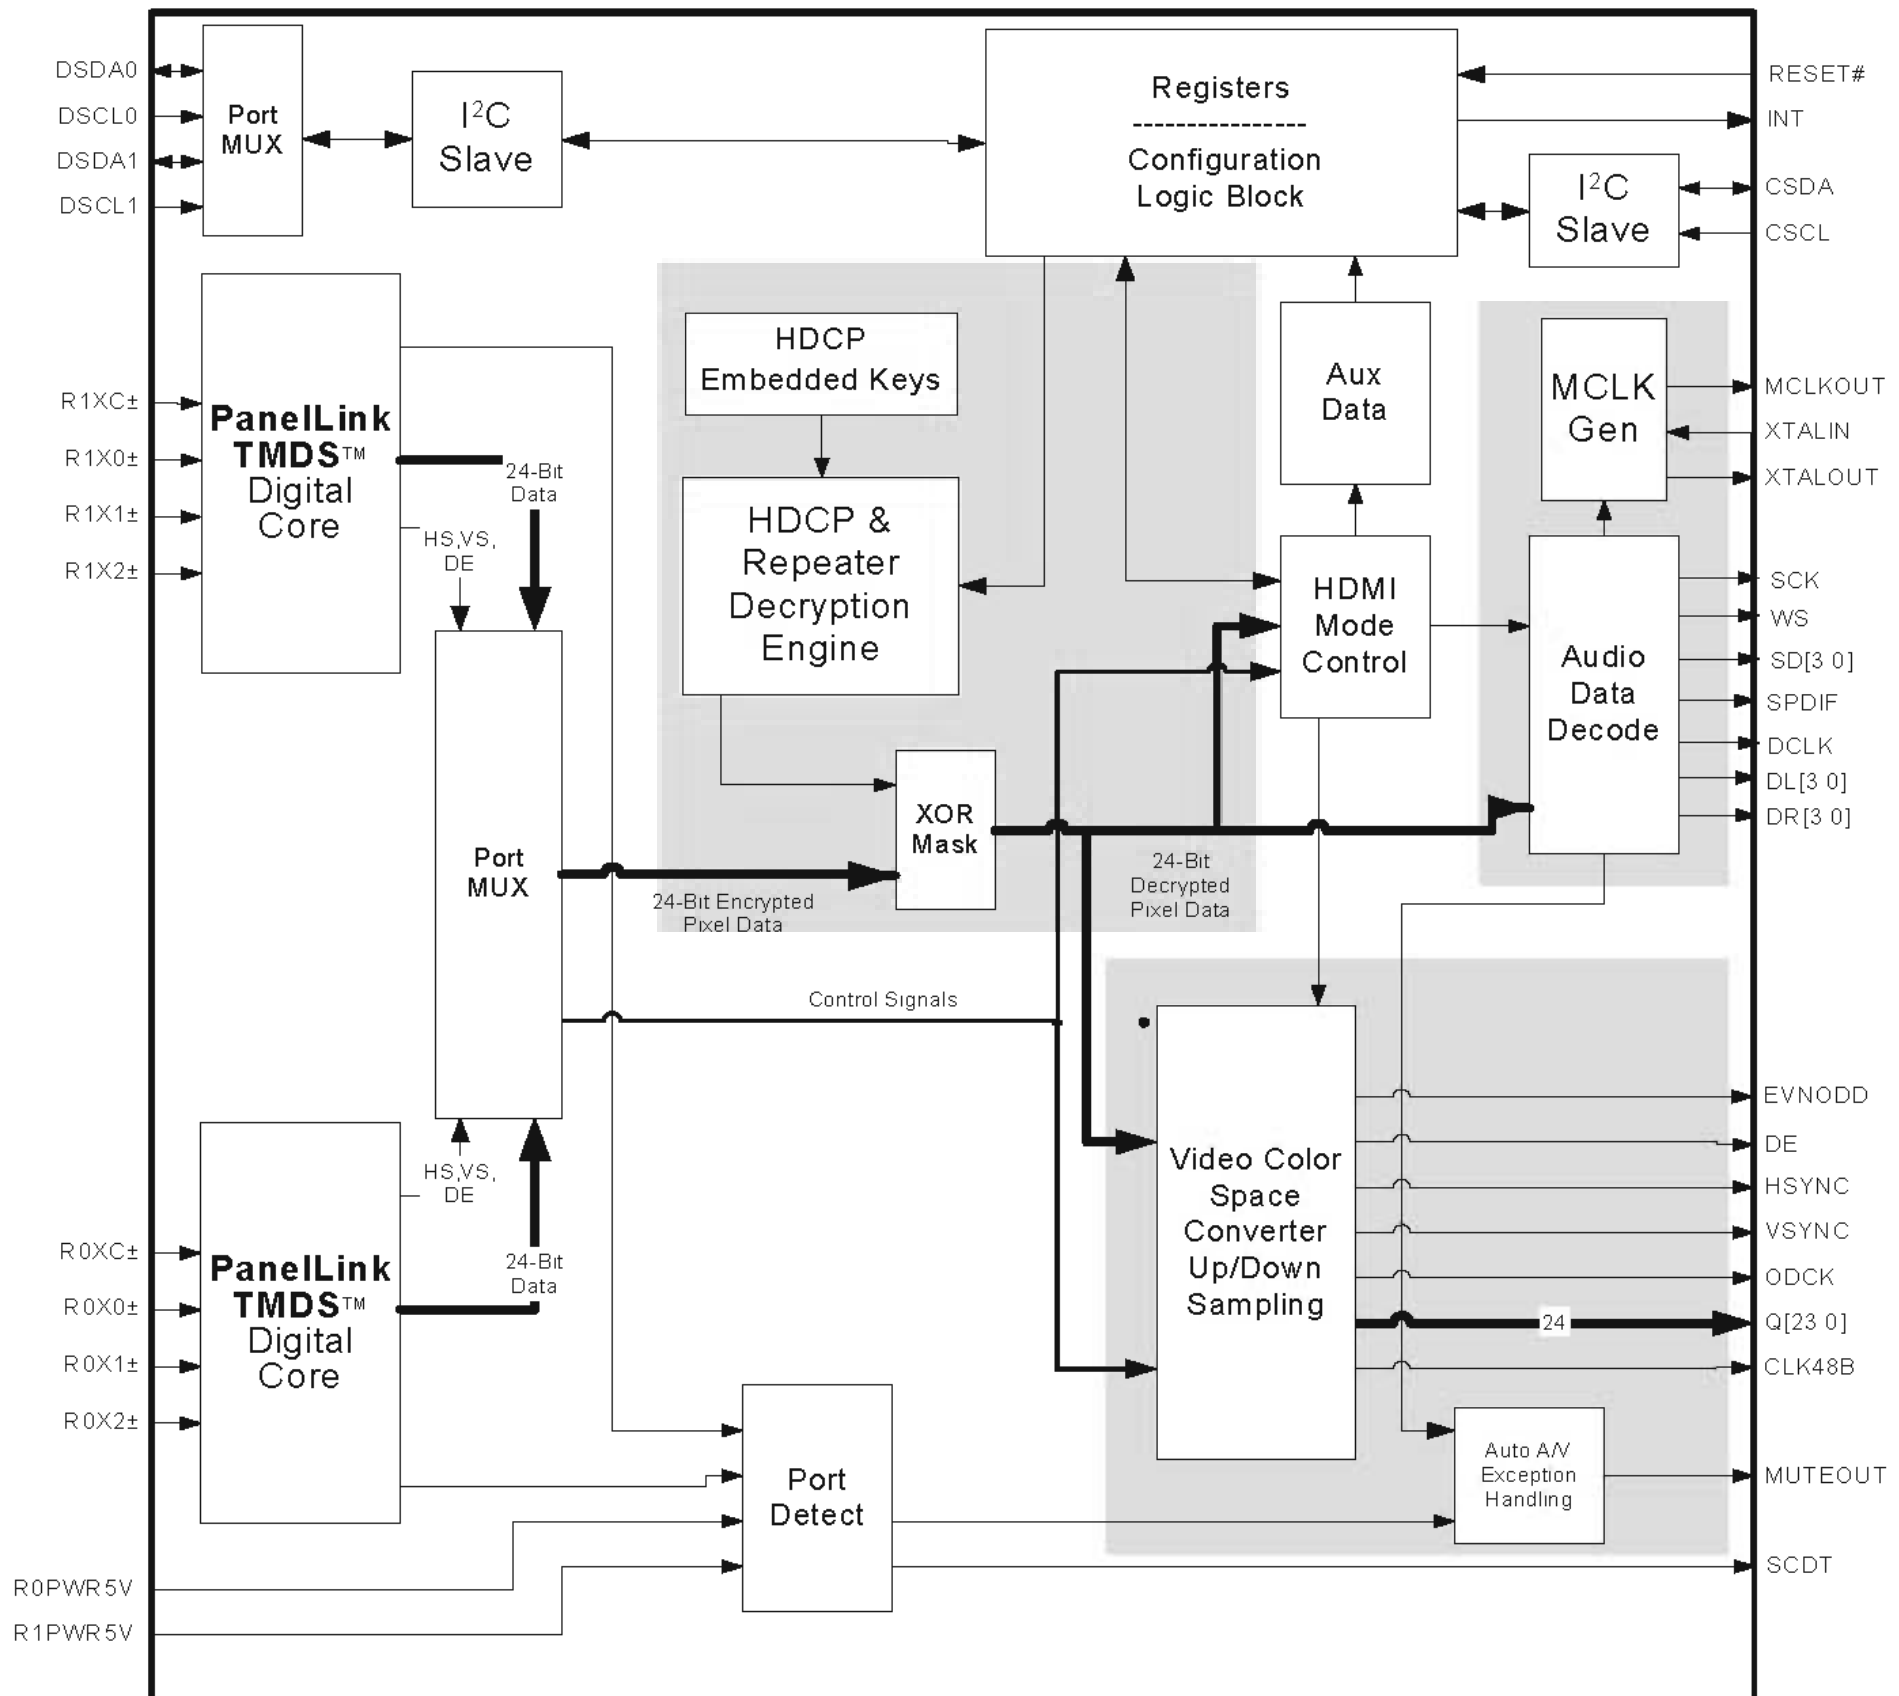 DSDA0
DSCL0
DSDA1
DSCL1
Port
MUX
I²C
Slave
Registers
---------------
Configuration
Logic Block
RESET#
INT
I²C
Slave
CSDA
CSCL
R1XC±
R1X0±
R1X1±
R1X2±
PanelLink
TMDS™
Digital
Core
24-Bit
Data
HS,VS,
DE
HDCP
Embedded Keys
HDCP &
Repeater
Decryption
Engine
Aux
Data
MCLK
Gen
MCLKOUT
XTALIN
XTALOUT
HDMI
Mode
Control
Audio
Data
Decode
SCK
WS
SD[3 0]
SPDIF
DCLK
DL[3 0]
DR[3 0]
XOR
Mask
Port
MUX
24-Bit Encrypted
Pixel Data
24-Bit
Decrypted
Pixel Data
Control Signals
HS,VS,
DE
24-Bit
Data
R0XC±
R0X0±
R0X1±
R0X2±
PanelLink
TMDS™
Digital
Core
Video Color
Space
Converter
Up/Down
Sampling
EVNODD
DE
HSYNC
VSYNC
ODCK
24
Q[23 0]
CLK48B
Port
Detect
Auto A/V
Exception
Handling
MUTEOUT
SCDT
R0PWR5V
R1PWR5V